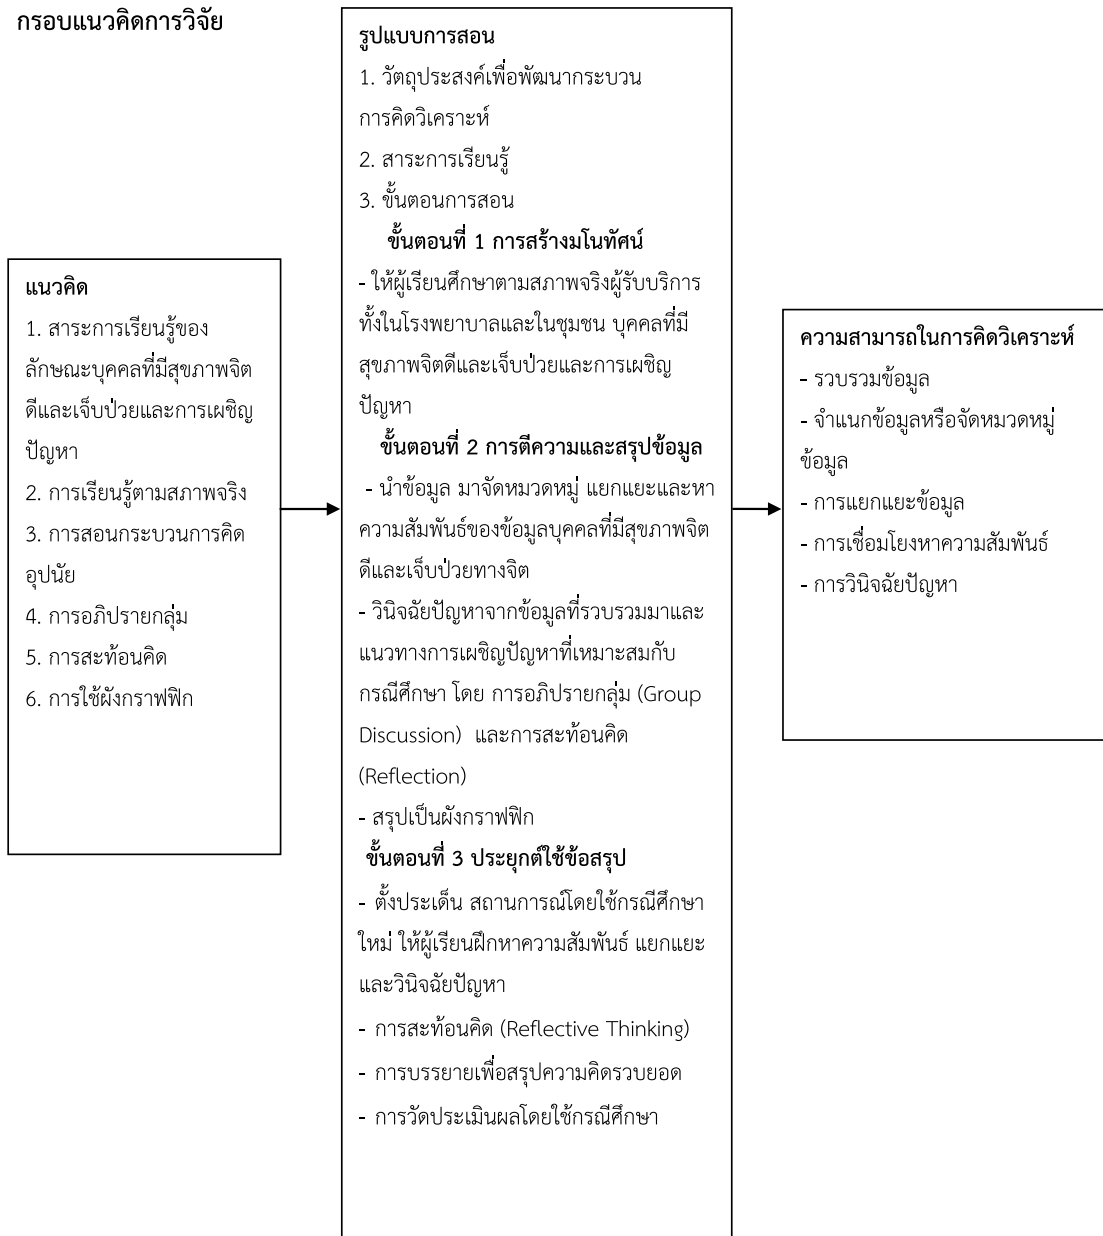 กรอบแนวคิดการวิจัย
แนวคิด
1. สาระการเรียนรู้ของ
ลักษณะบุคคลที่มีสุขภาพจิต
ดีและเจ็บป่วยและการเผชิญ
ปัญหา
2. การเรียนรู้ตามสภาพจริง
3. การสอนกระบวนการคิด
อุปนัย
4. การอภิปรายกลุ่ม
5. การสะท้อนคิด
6. การใช้ผังกราฟฟิก
รูปแบบการสอน
1. วัตถุประสงค์เพื่อพัฒนากระบวน
การคิดวิเคราะห์
2. สาระการเรียนรู้
3. ขั้นตอนการสอน
ขั้นตอนที่ 1 การสร้างมโนทัศน์
- ให้ผู้เรียนศึกษาตามสภาพจริงผู้รับบริการ
ทั้งในโรงพยาบาลและในชุมชน บุคคลที่มี
สุขภาพจิตดีและเจ็บป่วยและการเผชิญ
ปัญหา
ขั้นตอนที่ 2 การตีความและสรุปข้อมูล
- นำข้อมูล มาจัดหมวดหมู่ แยกแยะและหา
ความสัมพันธ์ของข้อมูลบุคคลที่มีสุขภาพจิต
ดีและเจ็บป่วยทางจิต
- วินิจฉัยปัญหาจากข้อมูลที่รวบรวมมาและ
แนวทางการเผชิญปัญหาที่เหมาะสมกับ
กรณีศึกษา โดย การอภิปรายกลุ่ม (Group
Discussion) และการสะท้อนคิด
(Reflection)
- สรุปเป็นผังกราฟฟิก
ขั้นตอนที่ 3 ประยุกต์ใช้ข้อสรุป
- ตั้งประเด็น สถานการณ์โดยใช้กรณีศึกษา
ใหม่ ให้ผู้เรียนฝึกหาความสัมพันธ์ แยกแยะ
และวินิจฉัยปัญหา
- การสะท้อนคิด (Reflective Thinking)
- การบรรยายเพื่อสรุปความคิดรวบยอด
- การวัดประเมินผลโดยใช้กรณีศึกษา
ความสามารถในการคิดวิเคราะห์
- รวบรวมข้อมูล
- จำแนกข้อมูลหรือจัดหมวดหมู่
ข้อมูล
- การแยกแยะข้อมูล
- การเชื่อมโยงหาความสัมพันธ์
- การวินิจฉัยปัญหา